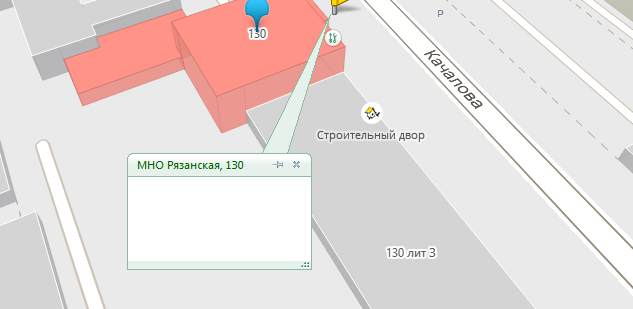 130
P
Качалова
Строительный двор
МНО Рязанская, 130
130 лит З